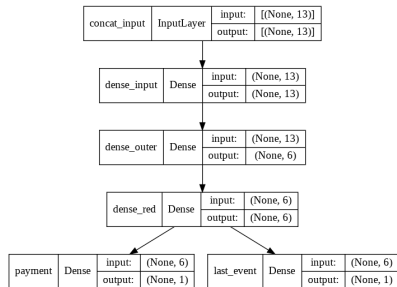 concat_input InputLayer input: [(None, 13)]
output: [(None, 13)]
dense_input Dense input: (None, 13)
output: (None, 13)
dense_outer Dense input: (None, 13)
output: (None, 6)
dense_red Dense input: (None, 6)
output: (None, 6)
payment Dense input: (None, 6)
output: (None, 1)
last_event Dense input: (None, 6)
output: (None, 1)